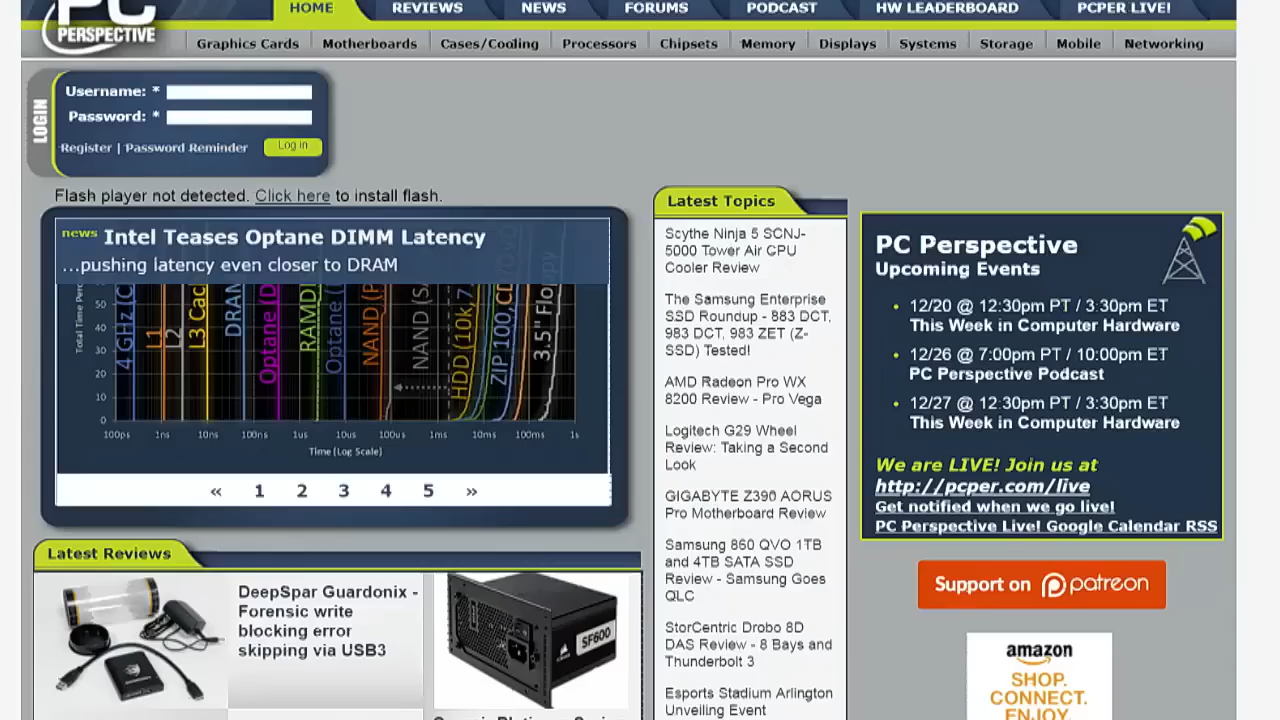 PC
PERSPECTIVE
HOME
REVIEWS
NEWS
FORUMS
PODCAST
HW LEADERBOARD
PCPER LIVE!
Graphics Cards
Motherboards
Cases/Cooling
Processors
Chipsets
Memory
Displays
Systems
Storage
Mobile
Networking
LOGIN
Username: *
Password: *
Register | Password Reminder
Log in
Flash player not detected. Click here to install flash.
news Intel Teases Optane DIMM Latency
...pushing latency even closer to DRAM
50
40
30
20
10
0
4 GHz (C
L1
L2
L3 Cac
DRAM
Optane (D
RAMDI
Optane (
NAND (P
NAND (S
HDD (10k,7
ZIP 100,CD
3.5" Floppy
100ps
1ns
10ns
100ns
1us
10us
100us
1ms
10ms
100ms
1s
Time (Log Scale)
« 1 2 3 4 5 »
Latest Reviews
DeepSpar Guardonix -
Forensic write
blocking error
skipping via USB3
SF600
Latest Topics
Scythe Ninja 5 SCNJ-
5000 Tower Air CPU
Cooler Review
The Samsung Enterprise
SSD Roundup - 883 DCT,
983 DCT, 983 ZET (Z-
SSD) Tested!
AMD Radeon Pro WX
8200 Review - Pro Vega
Logitech G29 Wheel
Review: Taking a Second
Look
GIGABYTE Z390 AORUS
Pro Motherboard Review
Samsung 860 QVO 1TB
and 4TB SATA SSD
Review - Samsung Goes
QLC
StorCentric Drobo 8D
DAS Review - 8 Bays and
Thunderbolt 3
Esports Stadium Arlington
Unveiling Event
PC Perspective
Upcoming Events
• 12/20 @ 12:30pm PT / 3:30pm ET
This Week in Computer Hardware
• 12/26 @ 7:00pm PT / 10:00pm ET
PC Perspective Podcast
• 12/27 @ 12:30pm PT / 3:30pm ET
This Week in Computer Hardware
We are LIVE! Join us at
http://pcper.com/live
Get notified when we go live!
PC Perspective Live! Google Calendar RSS
Support on patreon
amazon
SHOP.
CONNECT.
ENJOY.